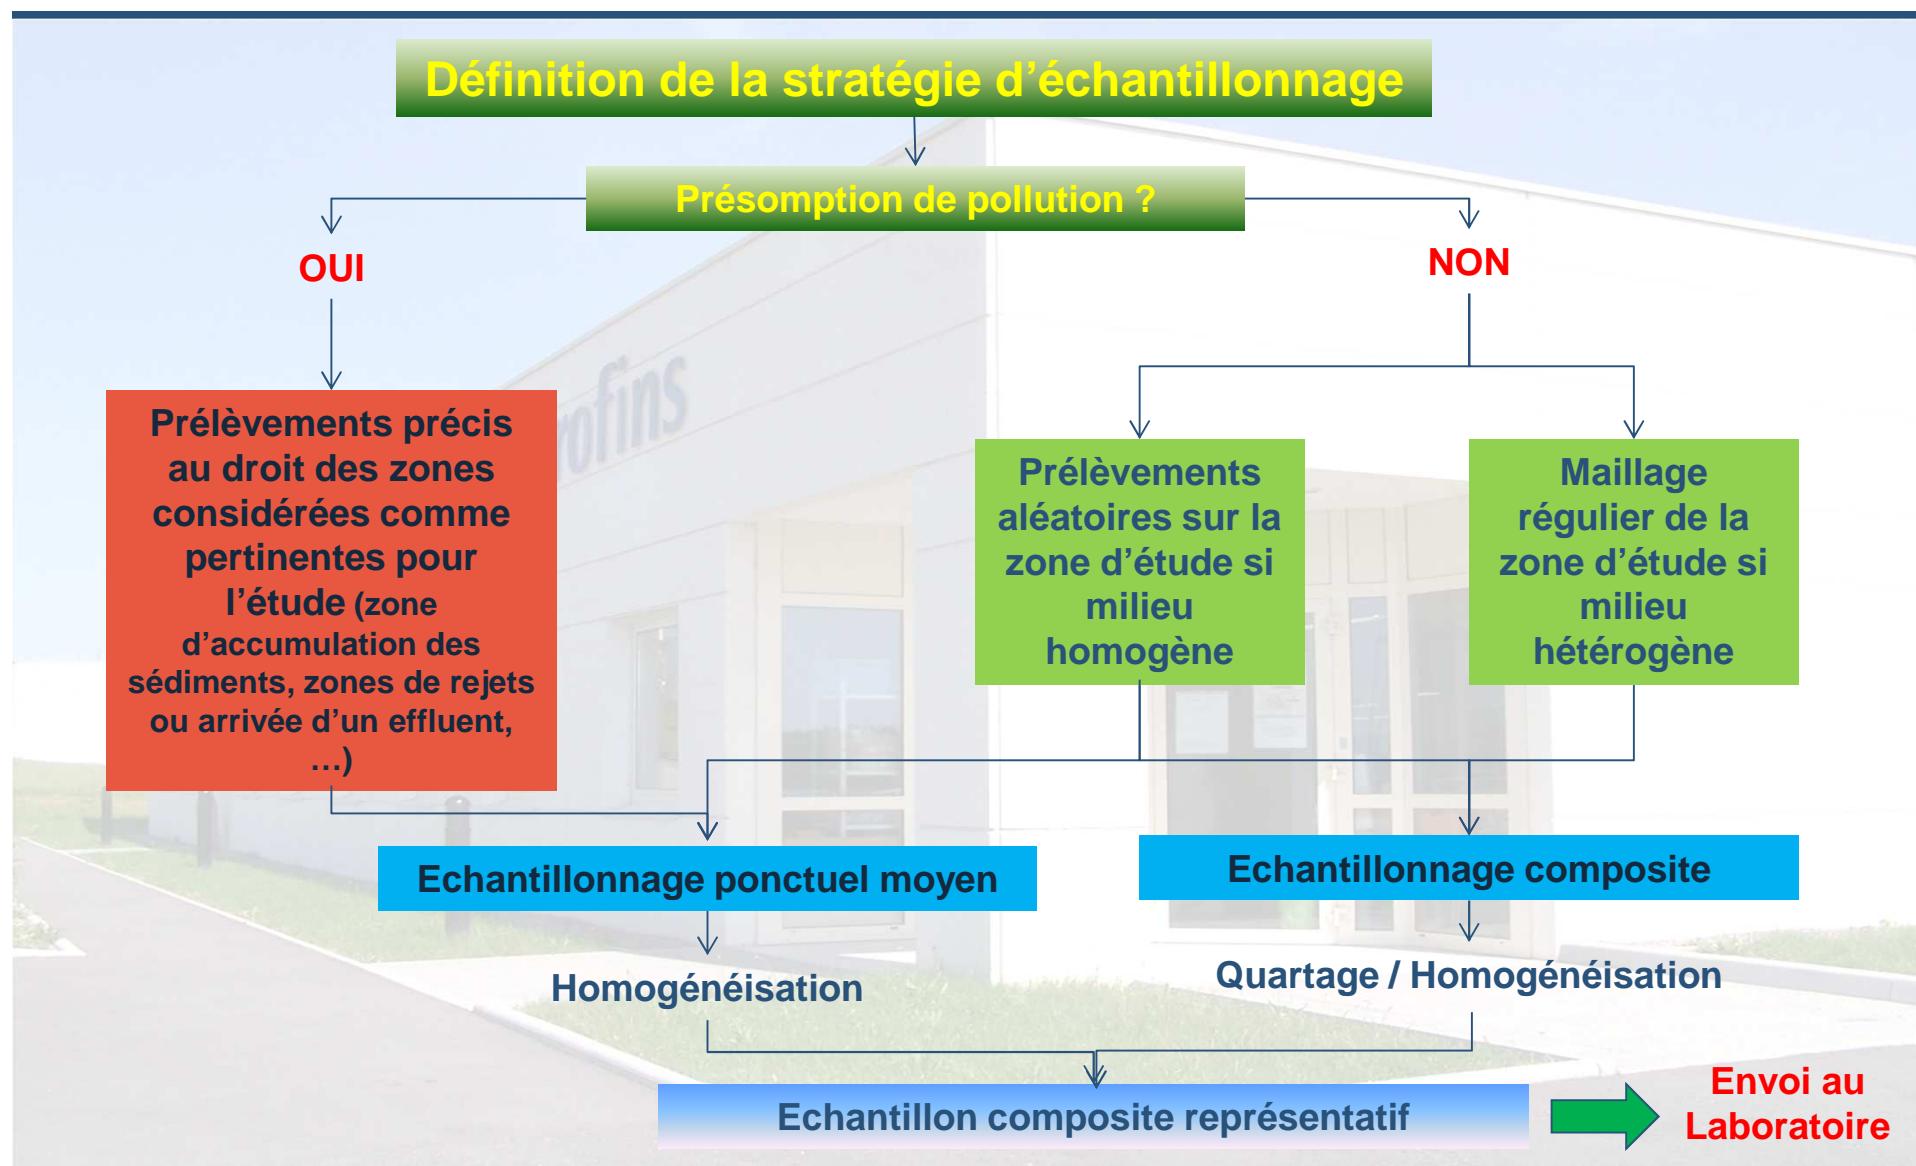 Définition de la stratégie d’échantillonnage
Présomption de pollution ?
OUI
NON
Prélèvements précis
au droit des zones
considérées comme
pertinentes pour
l’étude (zone
d’accumulation des
sédiments, zones de rejets
ou arrivée d’un effluent,
…)
rofins
Prélèvements
aléatoires sur la
zone d’étude si
milieu
homogène
Maillage
régulier de la
zone d’étude si
milieu
hétérogène
Echantillonnage ponctuel moyen
Echantillonnage composite
Homogénéisation
Quartage / Homogénéisation
Echantillon composite représentatif
Envoi au
Laboratoire